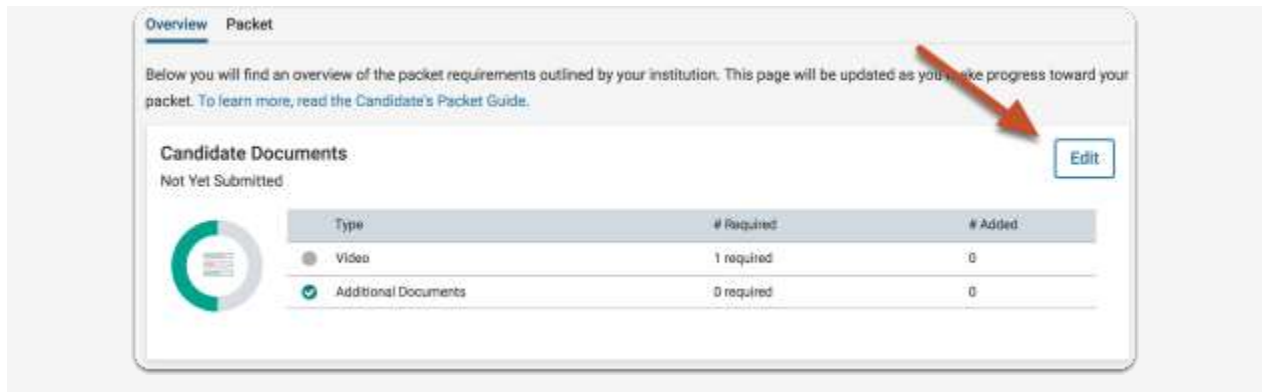 Overview Packet
Below you will find an overview of the packet requirements outlined by your institution. This page will be updated as you progress toward your
packet. To learn more, read the Candidate's Packet Guide.
Candidate Documents
Edit
Not Yet Submitted
Type # Required # Added
Video 1 required 0
Additional Documents 0 required 0